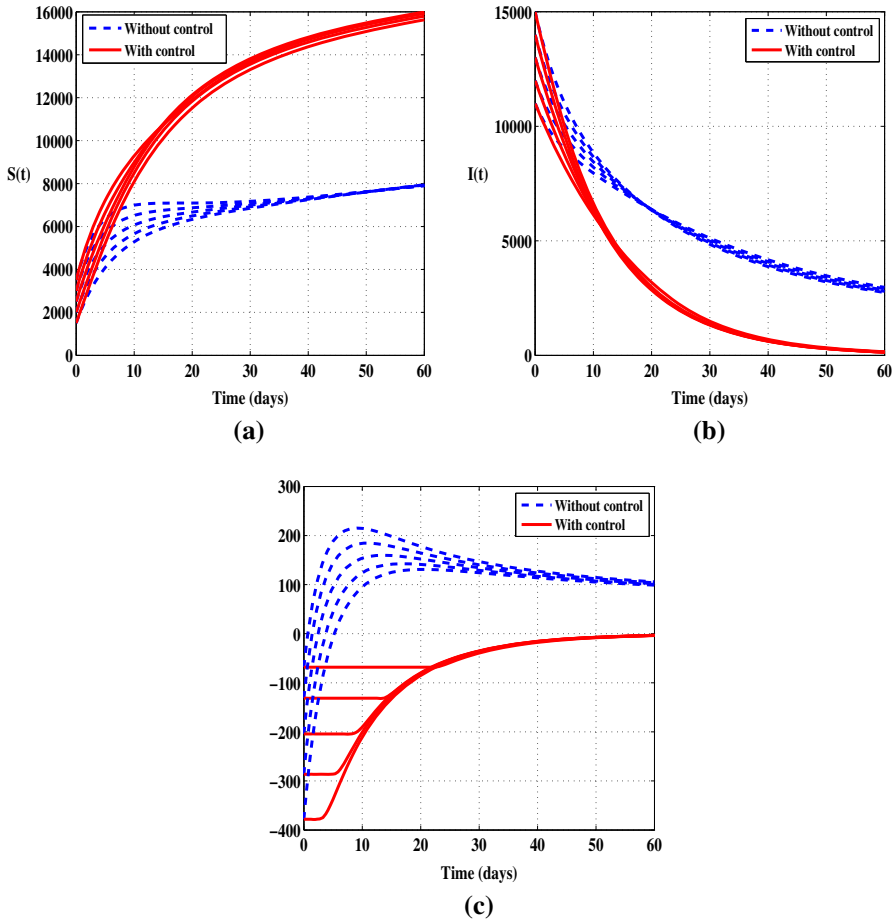 16000
14000
12000
10000
8000
6000
4000
2000
0
S(t)
Without control
With control
0 10 20 30 40 50 60
Time (days)
(a)
15000
10000
5000
0
I(t)
Without control
With control
0 10 20 30 40 50 60
Time (days)
(b)
300
200
100
0
−100
−200
−300
−400
Without control
With control
0 10 20 30 40 50 60
Time (days)
(c)